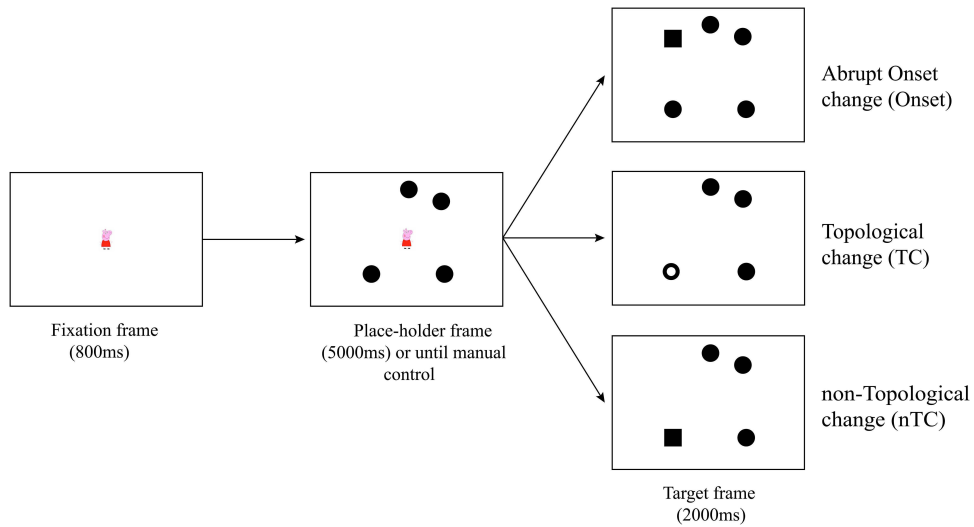 Abrupt Onset
change (Onset)
Topological
change (TC)
Fixation frame
(800ms)
Place-holder frame
(5000ms) or until manual
control
non-Topological
change (nTC)
Target frame
(2000ms)